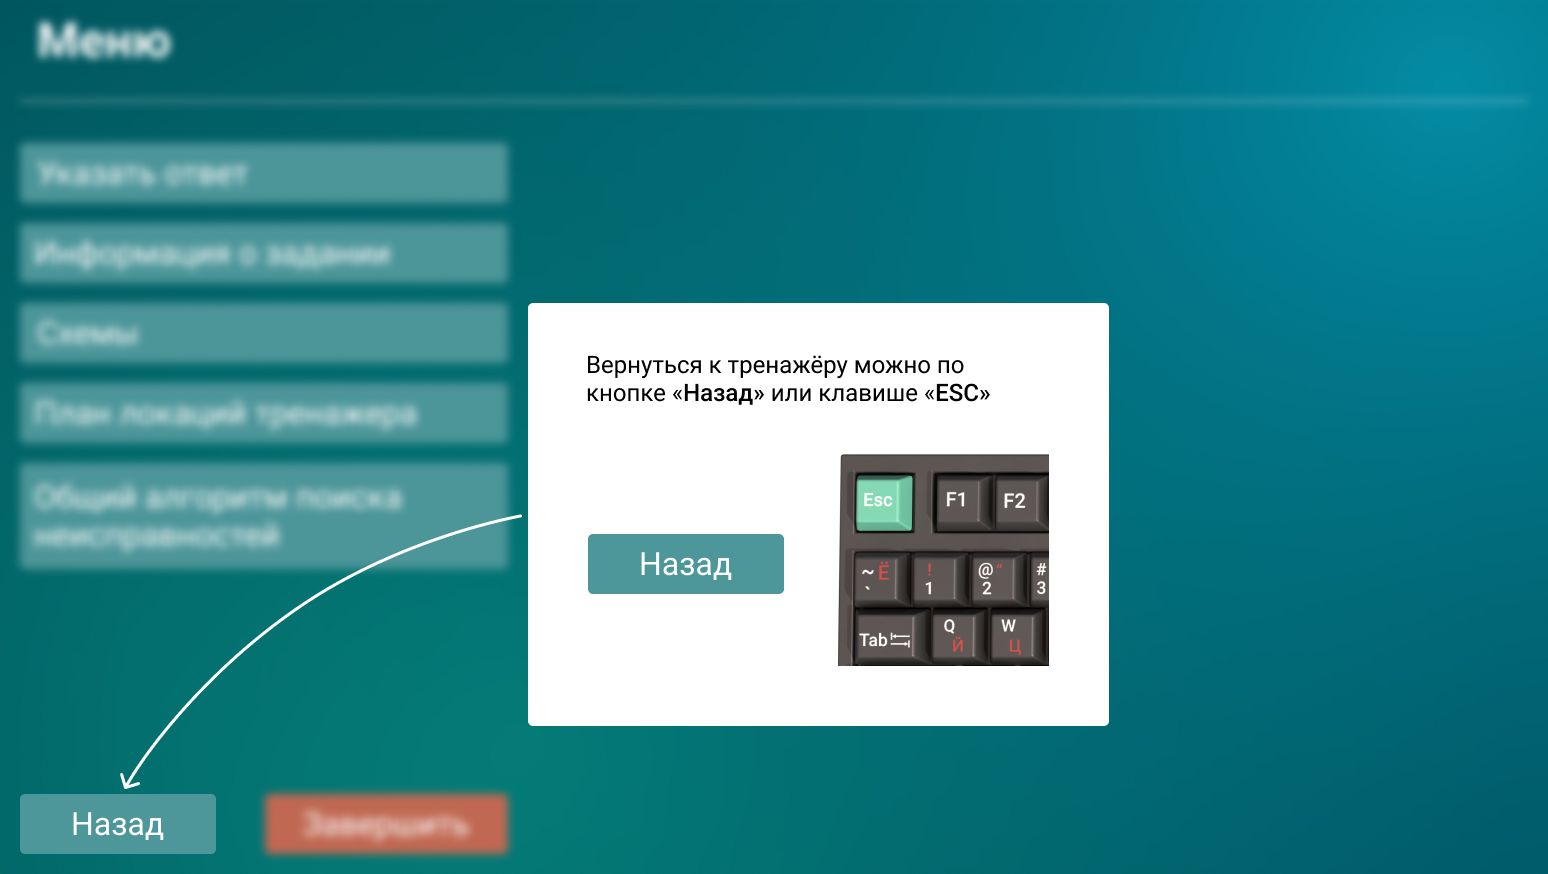 Меню
Указать ответ
Информация о задании
Схемы
План локаций тренажера
Общий алгоритм поиска
неисправностей
Вернуться к тренажёру можно по
кнопке «Назад» или клавише «ESC»
Назад
Esc F1 F2
~ Ё ` ! 1 @ " 2 # 3
Tab Q Й W Ц
Назад
Завершить